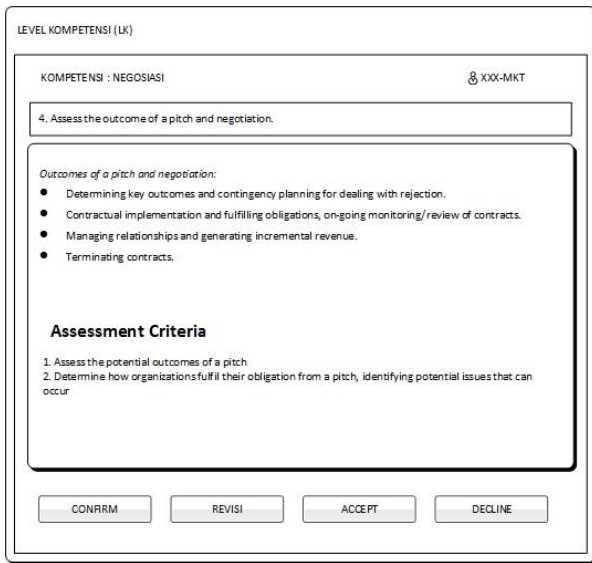 LEVEL KOMPETENSI (LK)
KOMPETENSI : NEGOSIASI
XXX-MKT
4. Assess the outcome of a pitch and negotiation.
Outcomes of a pitch and negotiation:
● Determining key outcomes and contingency planning for dealing with rejection.
● Contractual implementation and fulfilling obligations, on-going monitoring/review of contracts.
● Managing relationships and generating incremental revenue.
● Terminating contracts.
Assessment Criteria
1. Assess the potential outcomes of a pitch
2. Determine how organizations fulfil their obligation from a pitch, identifying potential issues that can
occur
CONFIRM
REVISI
ACCEPT
DECLINE